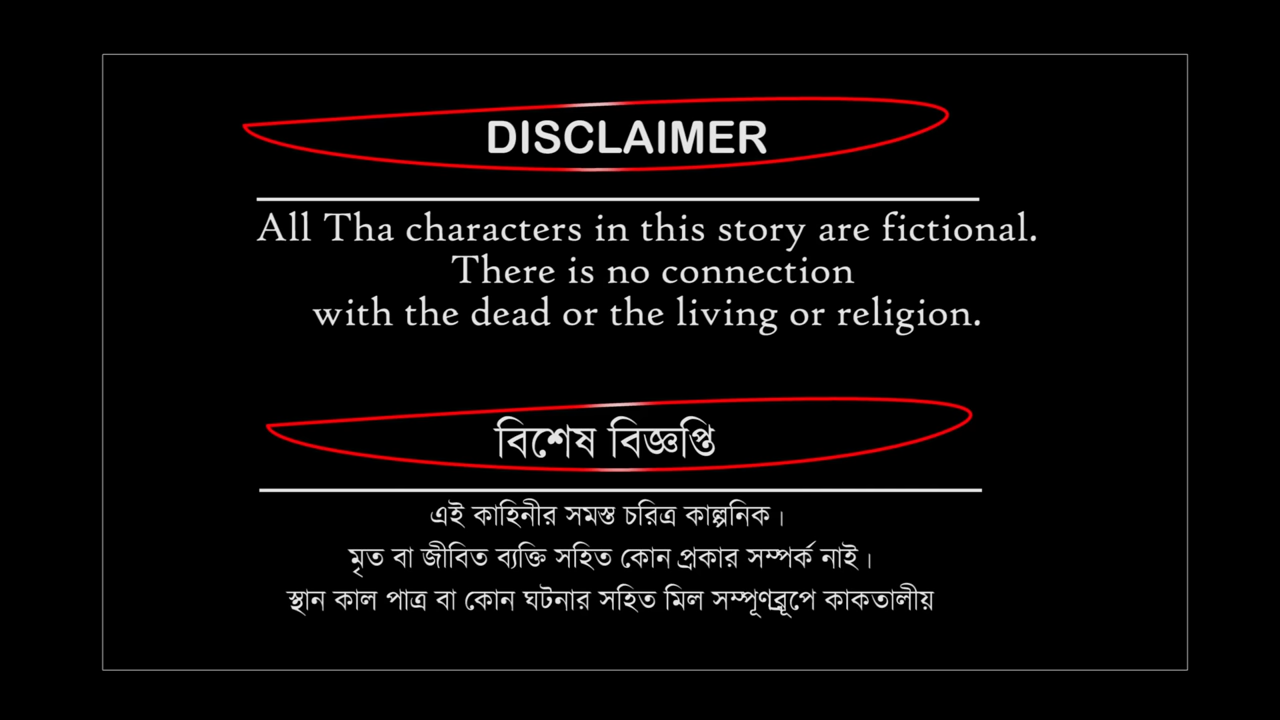 DISCLAIMER
All Tha characters in this story are fictional.
There is no connection
with the dead or the living or religion.
বিশেষ বিজ্ঞপ্তি
এই কাহিনীর সমস্ত চরিত্র কাল্পনিক।
মৃত বা জীবিত ব্যক্তি সহিত কোন প্রকার সম্পর্ক নাই।
স্থান কাল পাত্র বা কোন ঘটনার সহিত মিল সম্পূণরূপে কাকতালীয়